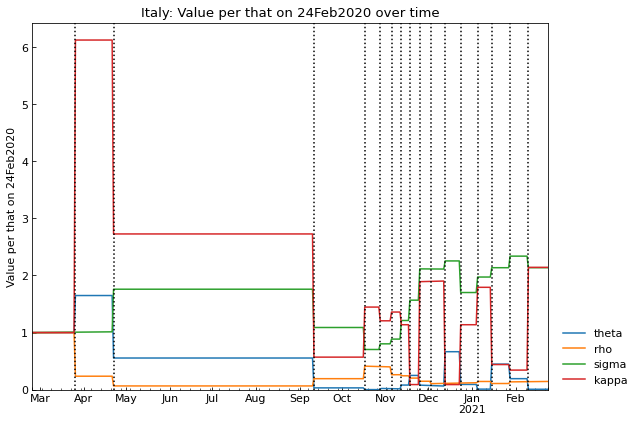 Italy: Value per that on 24Feb2020 over time
Value per that on 24Feb2020
6
5
4
3
2
1
0
Mar Apr May Jun Jul Aug Sep Oct Nov Dec Jan Feb
2021
theta
rho
sigma
kappa